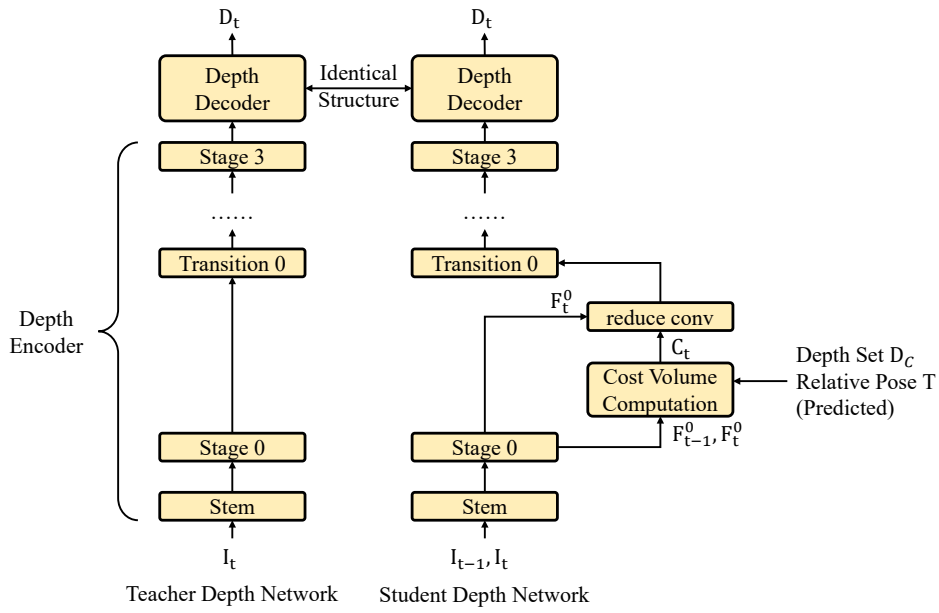 D_t
D_t
Depth
Decoder
Identical
Structure
Depth
Decoder
Stage 3
Stage 3
......
......
Transition 0
Transition 0
F_t^0
reduce conv
Depth
Encoder
C_t
Cost Volume
Computation
Depth Set D_C
Relative Pose T
(Predicted)
F_{t-1}^0, F_t^0
Stage 0
Stage 0
Stem
Stem
I_t
I_{t-1}, I_t
Teacher Depth Network
Student Depth Network